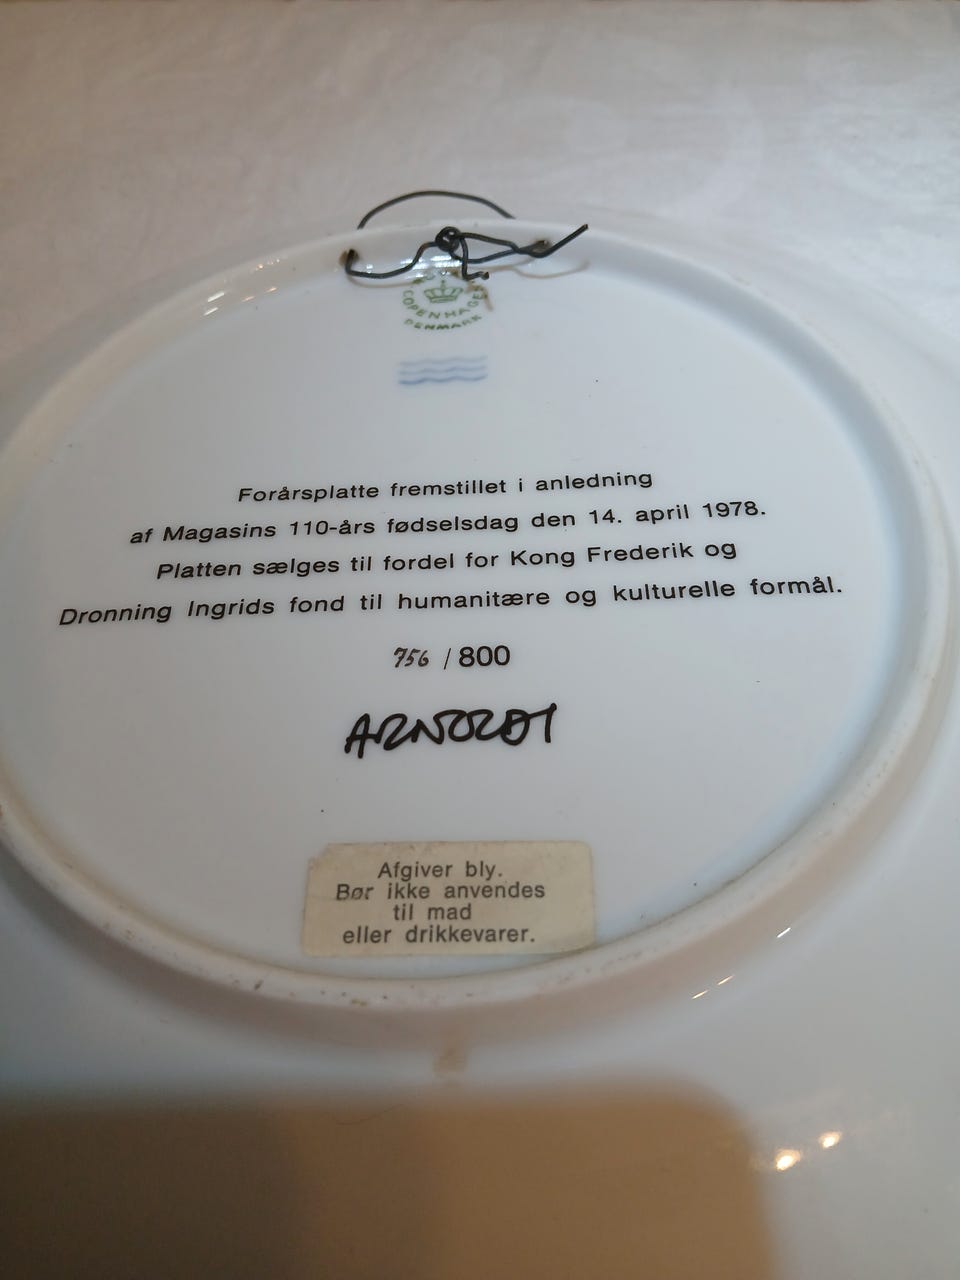 COPENHAGEN
DENMARK
Forårsplatte fremstillet i anledning
af Magasins 110-års fødselsdag den 14. april 1978.
Platten sælges til fordel for Kong Frederik og
Dronning Ingrids fond til humanitære og kulturelle formål.
756 / 800
ARNOLDI
Afgiver bly.
Bør ikke anvendes
til mad
eller drikkevarer.